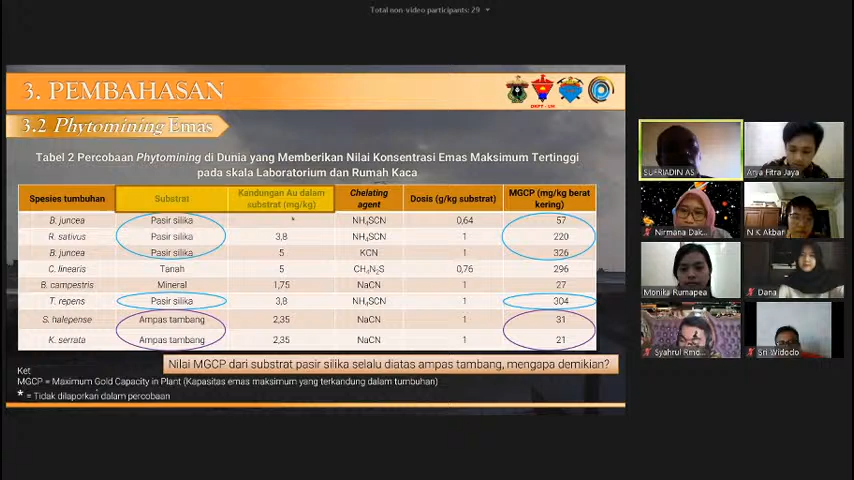 Total non-video participants: 29
3. PEMBAHASAN
3.2 Phytomining Emas
Tabel 2 Percobaan Phytomining di Dunia yang Memberikan Nilai Konsentrasi Emas Maksimum Tertinggi
pada skala Laboratorium dan Rumah Kaca
Spesies tumbuhan Substrat Kandungan Au dalam substrat (mg/kg) Chelating agent Dosis (g/kg substrat) MGCP (mg/kg berat kering)
B. juncea Pasir silika * NH4SCN 0,64 57
R. sativus Pasir silika 3,8 NH4SCN 1 220
B. juncea Pasir silika 5 KCN 1 326
C. linearis Tanah 5 CH4N2S 0,76 296
B. campestris Mineral 1,75 NaCN 1 27
T. repens Pasir silika 3,8 NH4SCN 1 304
S. halepense Ampas tambang 2,35 NaCN 1 31
K. serrata Ampas tambang 2,35 NaCN 1 21
Nilai MGCP dari substrat pasir silika selalu diatas ampas tambang, mengapa demikian?
Ket
MGCP = Maximum Gold Capacity in Plant (Kapasitas emas maksimum yang terkandung dalam tumbuhan)
* = Tidak dilaporkan dalam percobaan
SUFRIADIN AS
Arya Fitra Jaya
Nirmana Dak...
N K Akbar
Monika Rumapea
Dana
Syahrul Rmd...
Sri Widodo